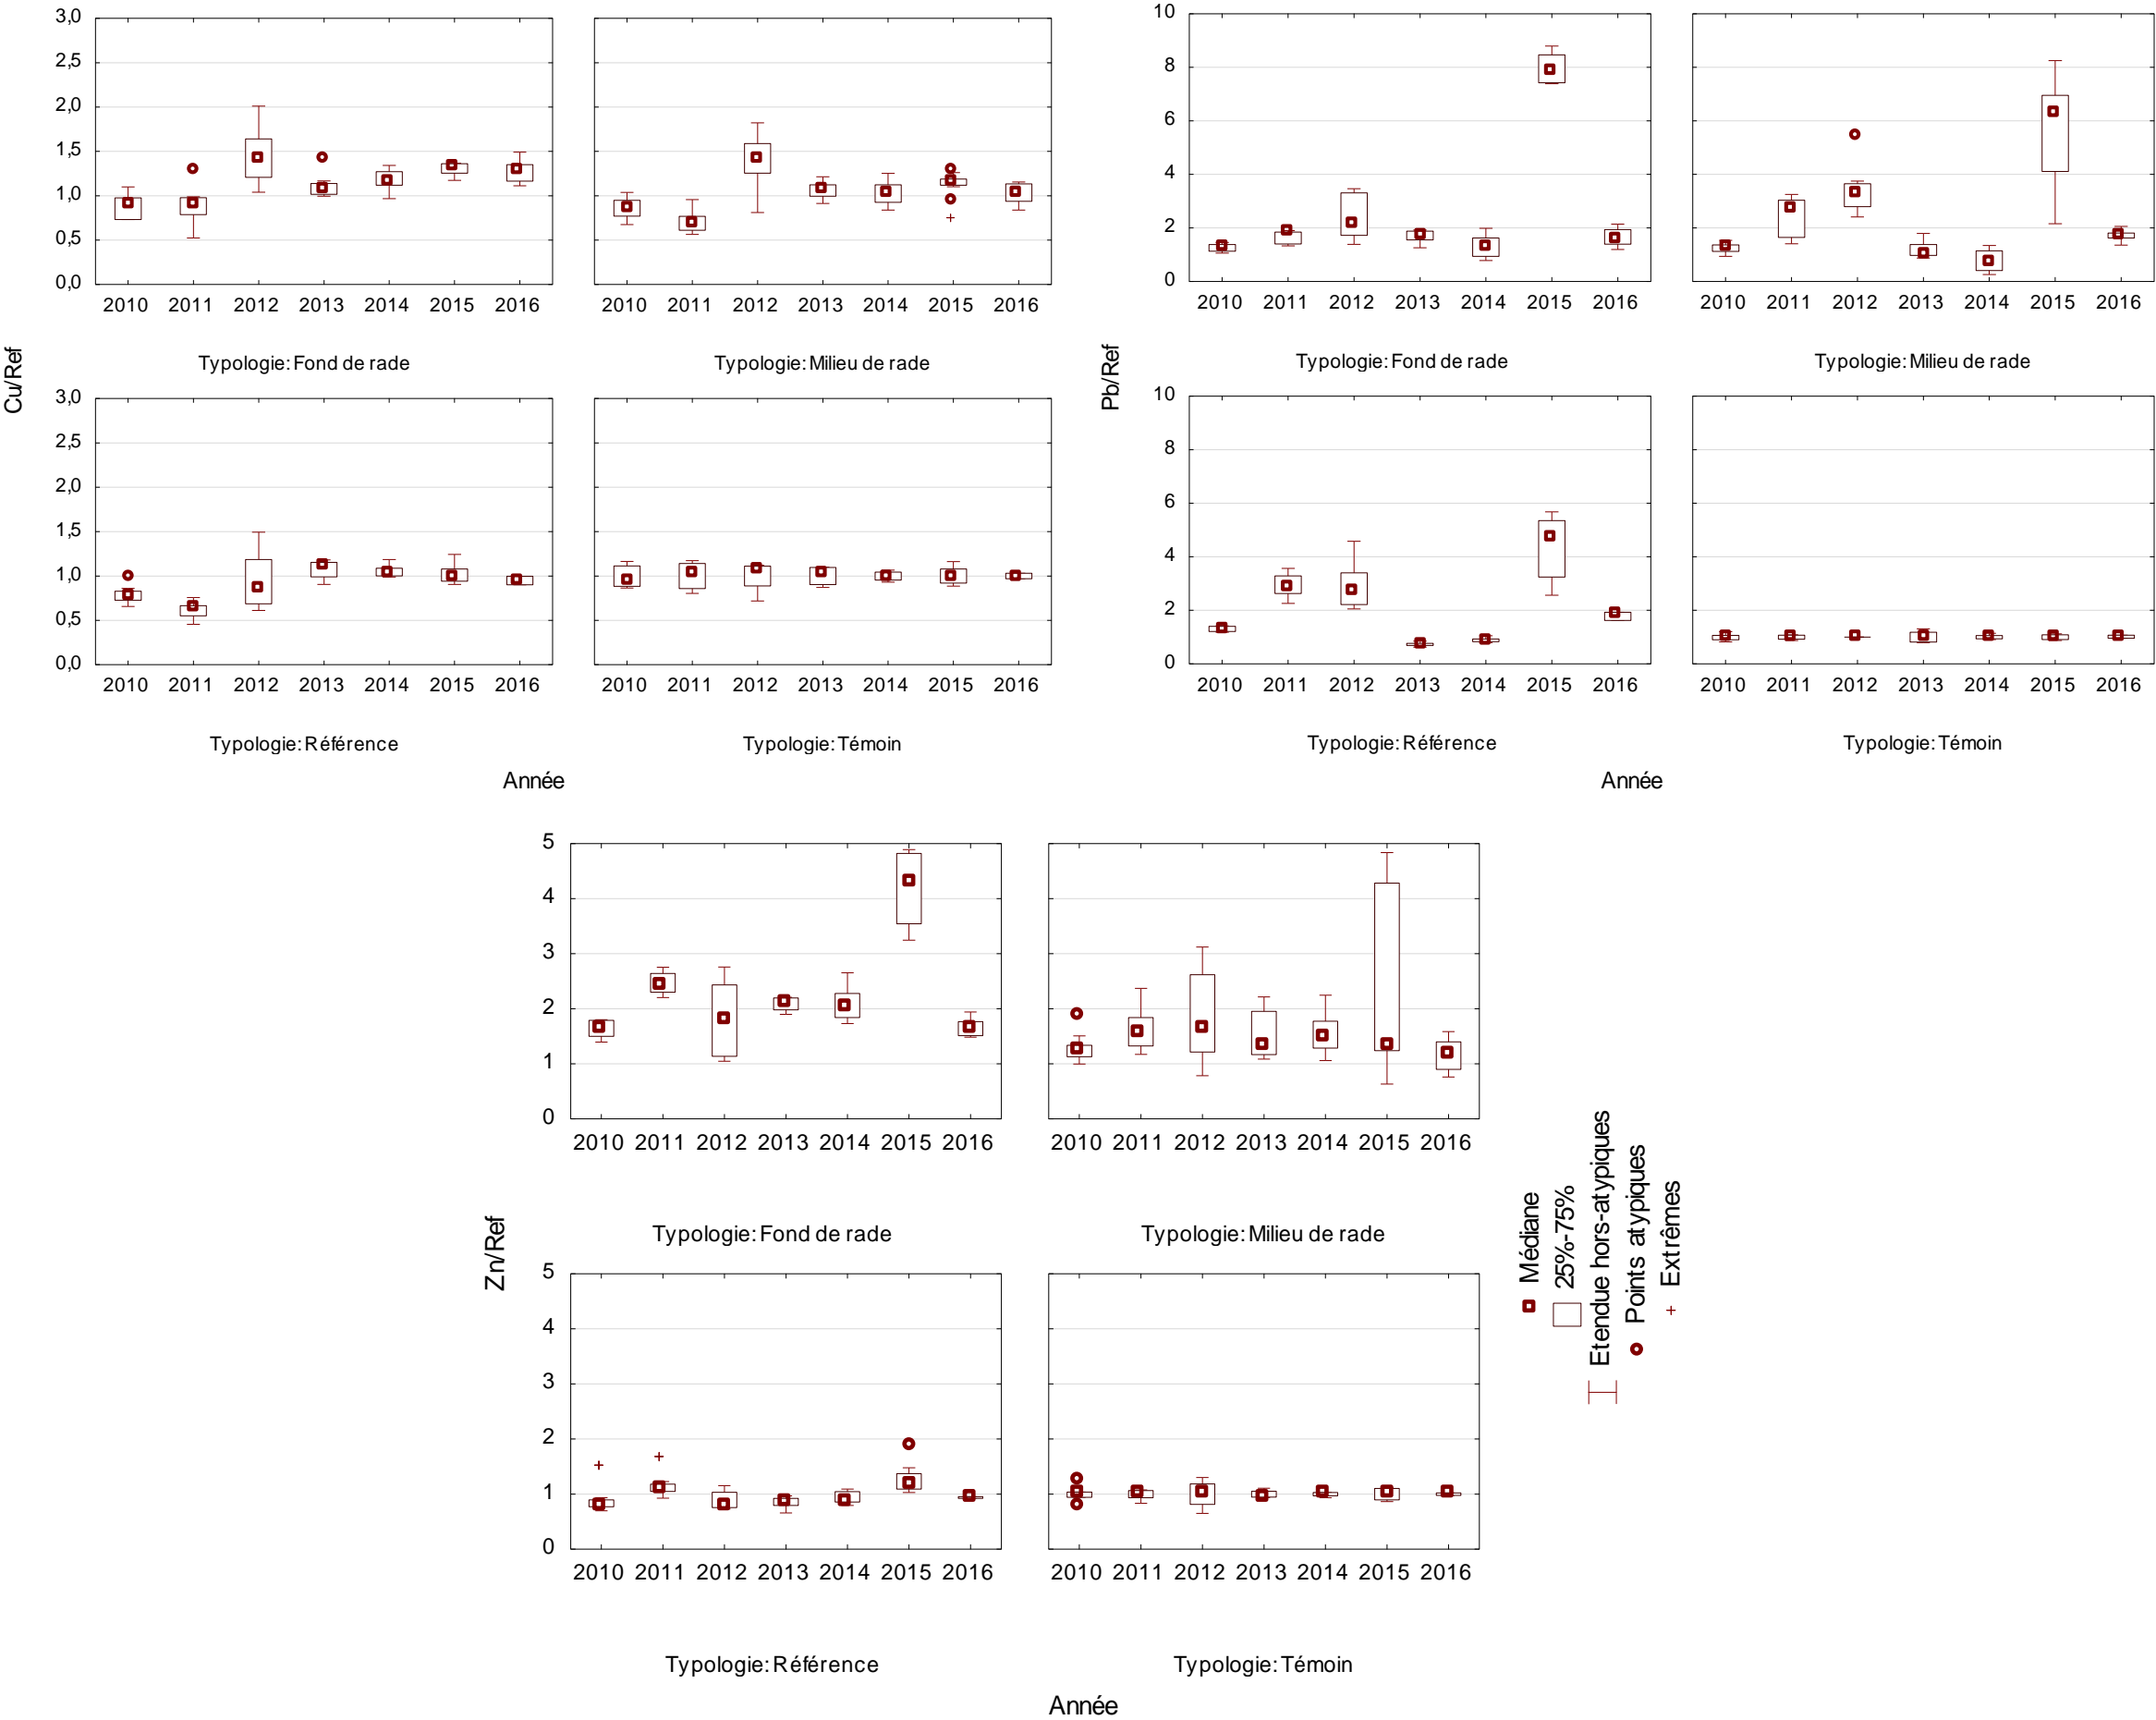 3,0
2,5
2,0
1,5
1,0
0,5
0,0
2010 2011 2012 2013 2014 2015 2016
2010 2011 2012 2013 2014 2015 2016
Typologie: Fond de rade
Typologie: Milieu de rade
Cu/Ref
3,0
2,5
2,0
1,5
1,0
0,5
0,0
2010 2011 2012 2013 2014 2015 2016
2010 2011 2012 2013 2014 2015 2016
Typologie: Référence
Typologie: Témoin
Année
10
8
6
4
2
0
2010 2011 2012 2013 2014 2015 2016
2010 2011 2012 2013 2014 2015 2016
Typologie: Fond de rade
Typologie: Milieu de rade
Pb/Ref
10
8
6
4
2
0
2010 2011 2012 2013 2014 2015 2016
2010 2011 2012 2013 2014 2015 2016
Typologie: Référence
Typologie: Témoin
Année
5
4
3
2
1
0
2010 2011 2012 2013 2014 2015 2016
2010 2011 2012 2013 2014 2015 2016
Typologie: Fond de rade
Typologie: Milieu de rade
Zn/Ref
5
4
3
2
1
0
2010 2011 2012 2013 2014 2015 2016
2010 2011 2012 2013 2014 2015 2016
Typologie: Référence
Typologie: Témoin
Année
Médiane
25%-75%
Etendue hors-atypiques
Points atypiques
Extrêmes